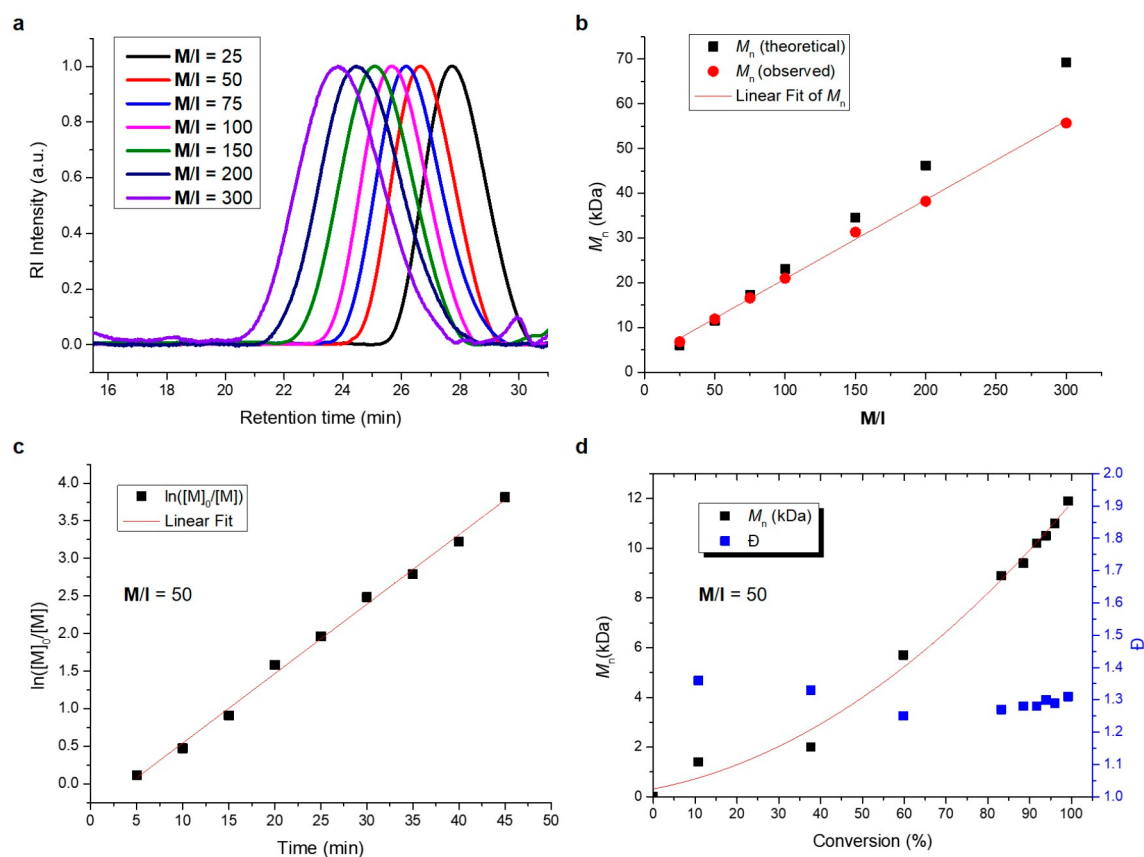 a
M/I = 25
M/I = 50
M/I = 75
M/I = 100
M/I = 150
M/I = 200
M/I = 300
RI Intensity (a.u.)
1.0
0.8
0.6
0.4
0.2
0.0
16 18 20 22 24 26 28 30
Retention time (min)
b
Mn (theoretical)
Mn (observed)
Linear Fit of Mn
Mn (kDa)
70
60
50
40
30
20
10
0
0 50 100 150 200 250 300
M/I
c
ln([M]0/[M])
Linear Fit
M/I = 50
ln([M]0/[M])
4.0
3.5
3.0
2.5
2.0
1.5
1.0
0.5
0.0
0 5 10 15 20 25 30 35 40 45 50
Time (min)
d
Mn (kDa)
Đ
M/I = 50
Mn(kDa)
12
10
8
6
4
2
0
0 10 20 30 40 50 60 70 80 90 100
Conversion (%)
2.0
1.9
1.8
1.7
1.6
1.5
1.4
1.3
1.2
1.1
1.0
Đ